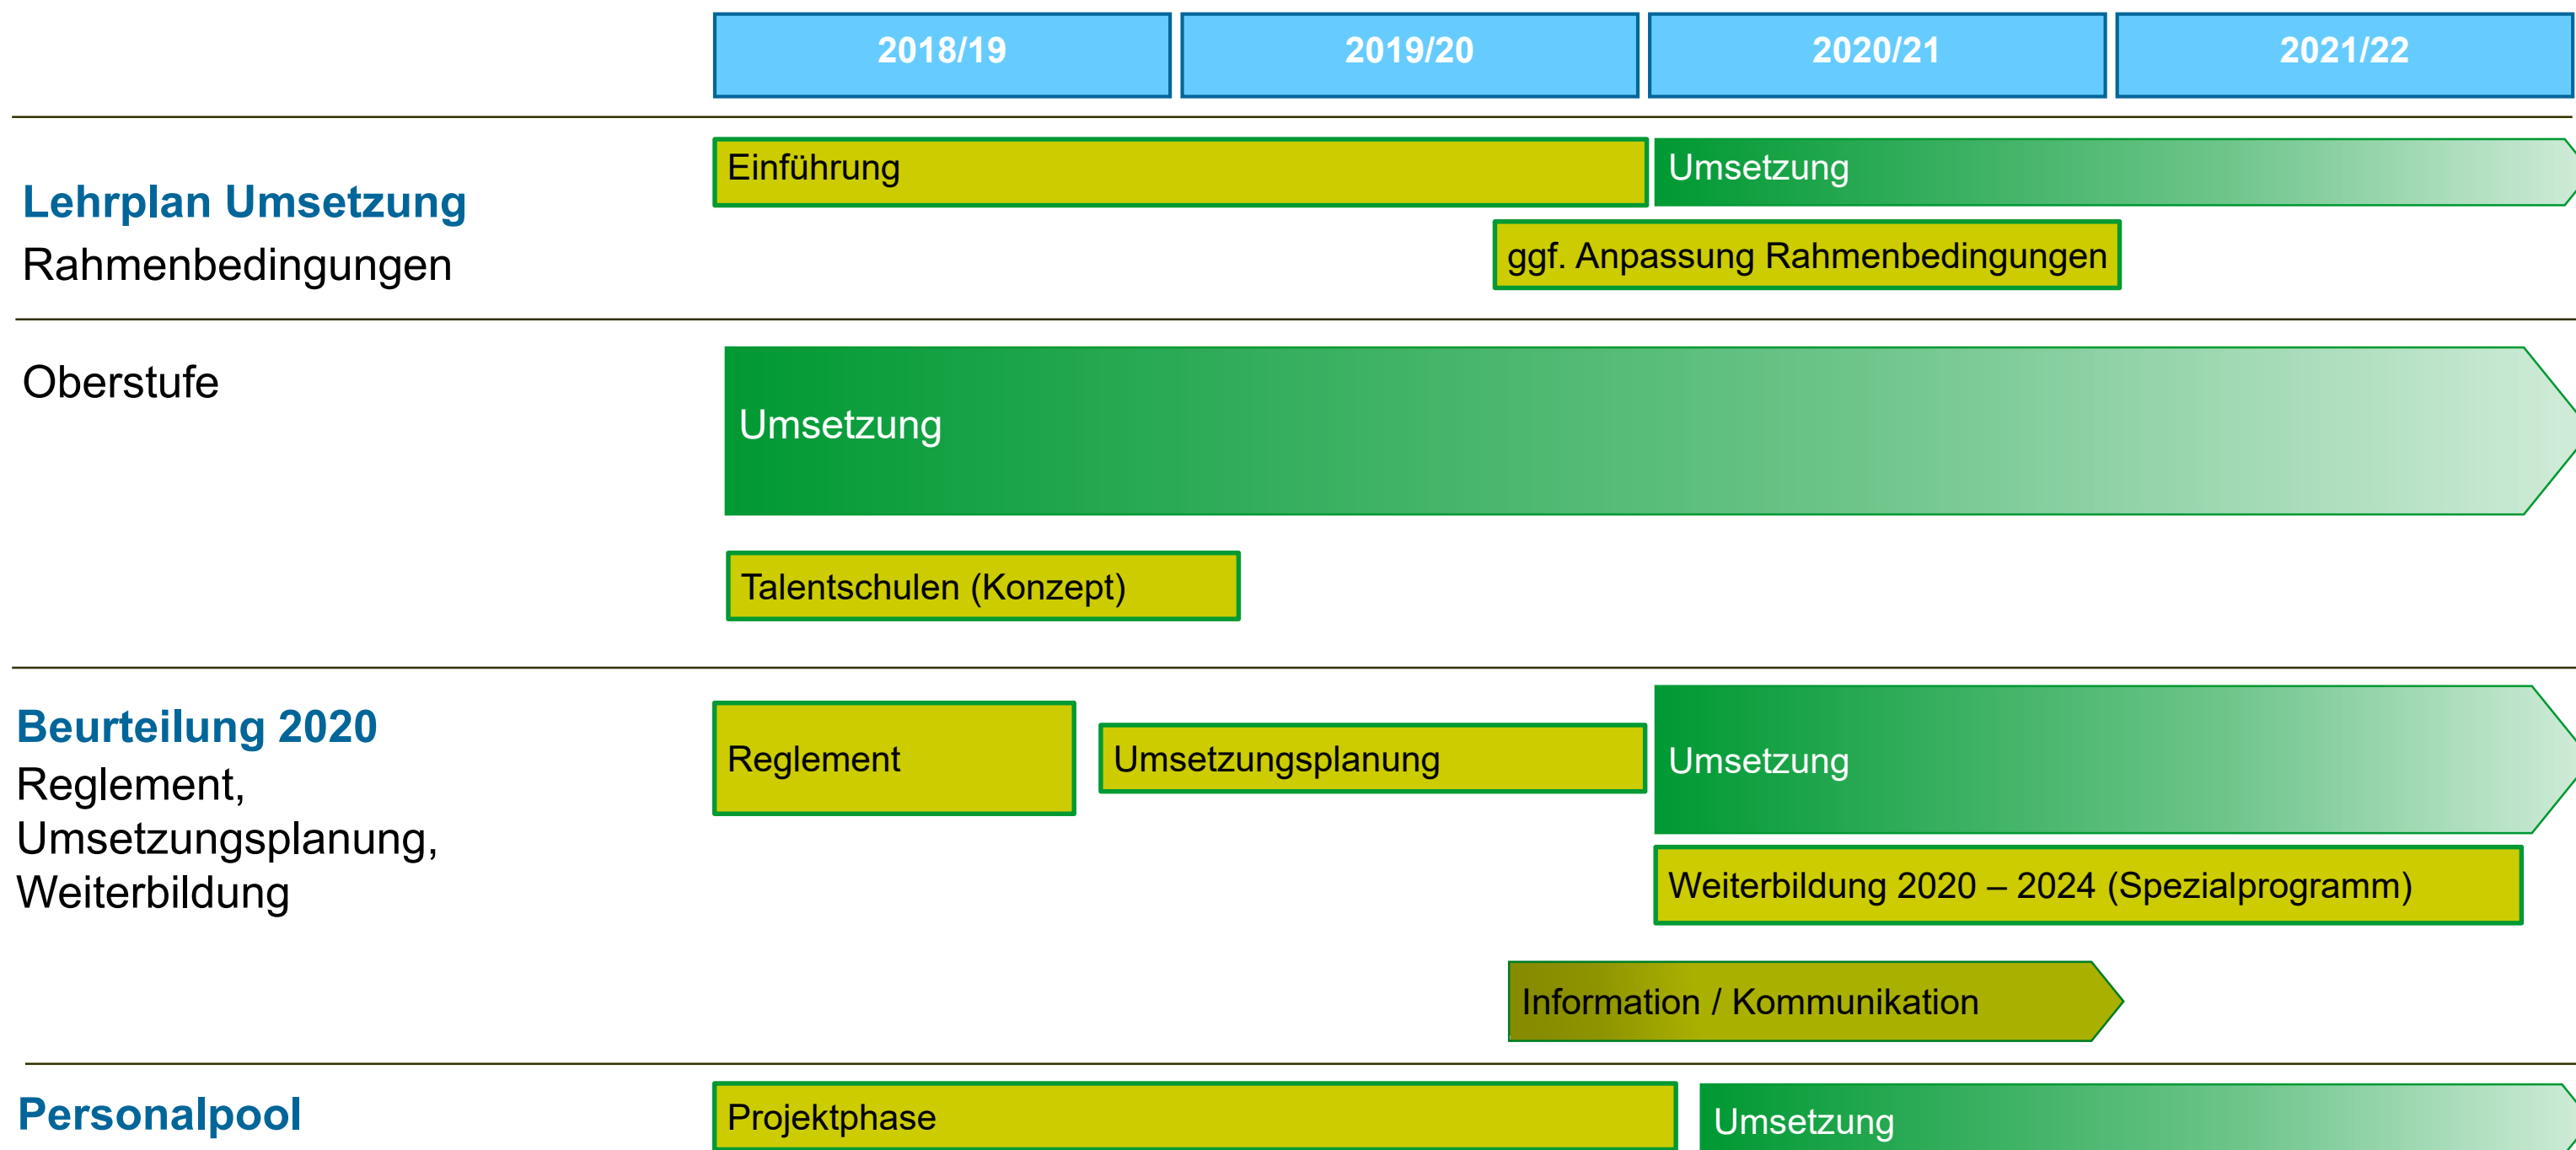 2018/19
2019/20
2020/21
2021/22
Lehrplan Umsetzung
Rahmenbedingungen
Einführung
Umsetzung
ggf. Anpassung Rahmenbedingungen
Oberstufe
Umsetzung
Talentschulen (Konzept)
Beurteilung 2020
Reglement,
Umsetzungsplanung,
Weiterbildung
Reglement
Umsetzungsplanung
Umsetzung
Weiterbildung 2020 – 2024 (Spezialprogramm)
Information / Kommunikation
Personalpool
Projektphase
Umsetzung